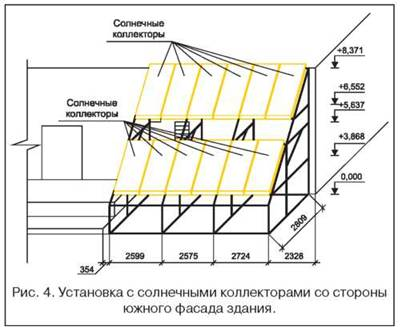 Солнечные
коллекторы
+8,371
+6,552
+5,637
Солнечные
коллекторы
+3,868
0,000
2809
2599 2575 2724 2328
354
Рис. 4. Установка с солнечными коллекторами со стороны
южного фасада здания.